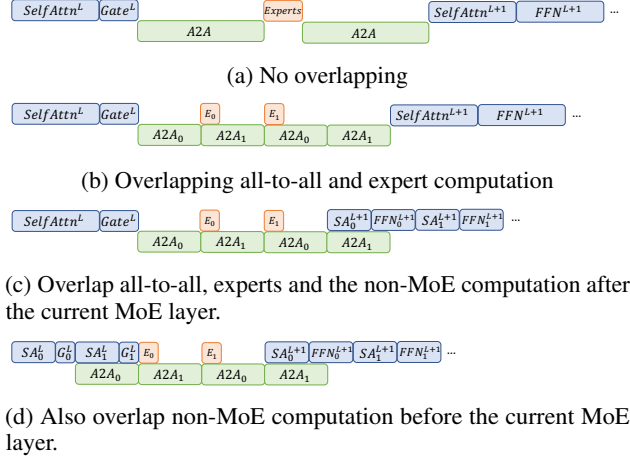 SelfAttn^L Gate^L Experts SelfAttn^{L+1} FFN^{L+1} ...
A2A A2A
(a) No overlapping
SelfAttn^L Gate^L E_0 E_1 SelfAttn^{L+1} FFN^{L+1} ...
A2A_0 A2A_1 A2A_0 A2A_1
(b) Overlapping all-to-all and expert computation
SelfAttn^L Gate^L E_0 E_1 SA_0^{L+1} FFN_0^{L+1} SA_1^{L+1} FFN_1^{L+1} ...
A2A_0 A2A_1 A2A_0 A2A_1
(c) Overlap all-to-all, experts and the non-MoE computation after
the current MoE layer.
SA_0^L G_0^L SA_1^L G_1^L E_0 E_1 SA_0^{L+1} FFN_0^{L+1} SA_1^{L+1} FFN_1^{L+1} ...
A2A_0 A2A_1 A2A_0 A2A_1
(d) Also overlap non-MoE computation before the current MoE
layer.